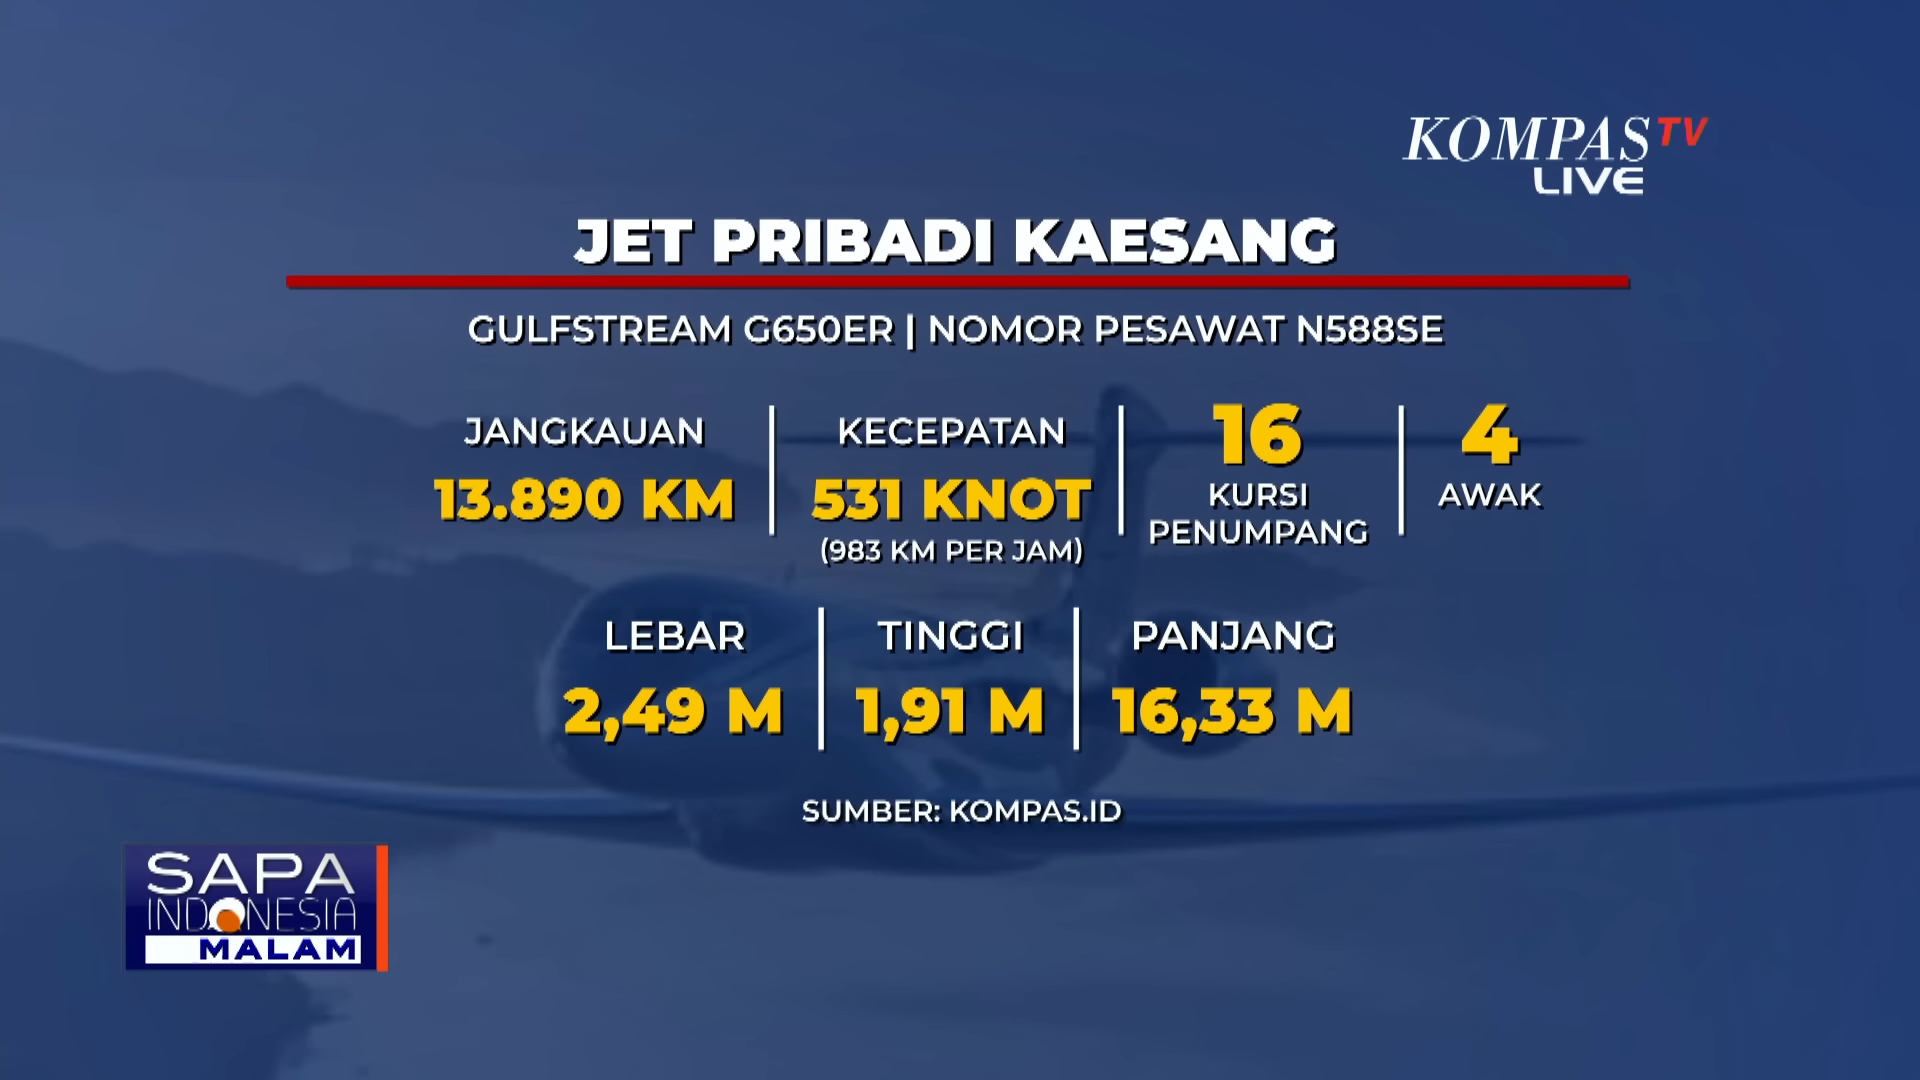 KOMPAS TV
LIVE
JET PRIBADI KAESANG
GULFSTREAM G650ER | NOMOR PESAWAT N588SE
JANGKAUAN
13.890 KM
KECEPATAN
531 KNOT
(983 KM PER JAM)
16
KURSI
PENUMPANG
4
AWAK
LEBAR
2,49 M
TINGGI
1,91 M
PANJANG
16,33 M
SUMBER: KOMPAS.ID
SAPA
INDONESIA
MALAM